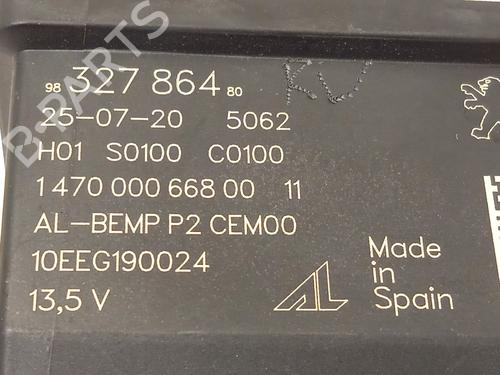 98 327 864 80
25-07-20 5062
H01 S0100 C0100
1 470 000 668 00 11
AL-BEMP P2 CEM00
10EEG190024
13,5 V
AL
Made
in
Spain
B-PARTS